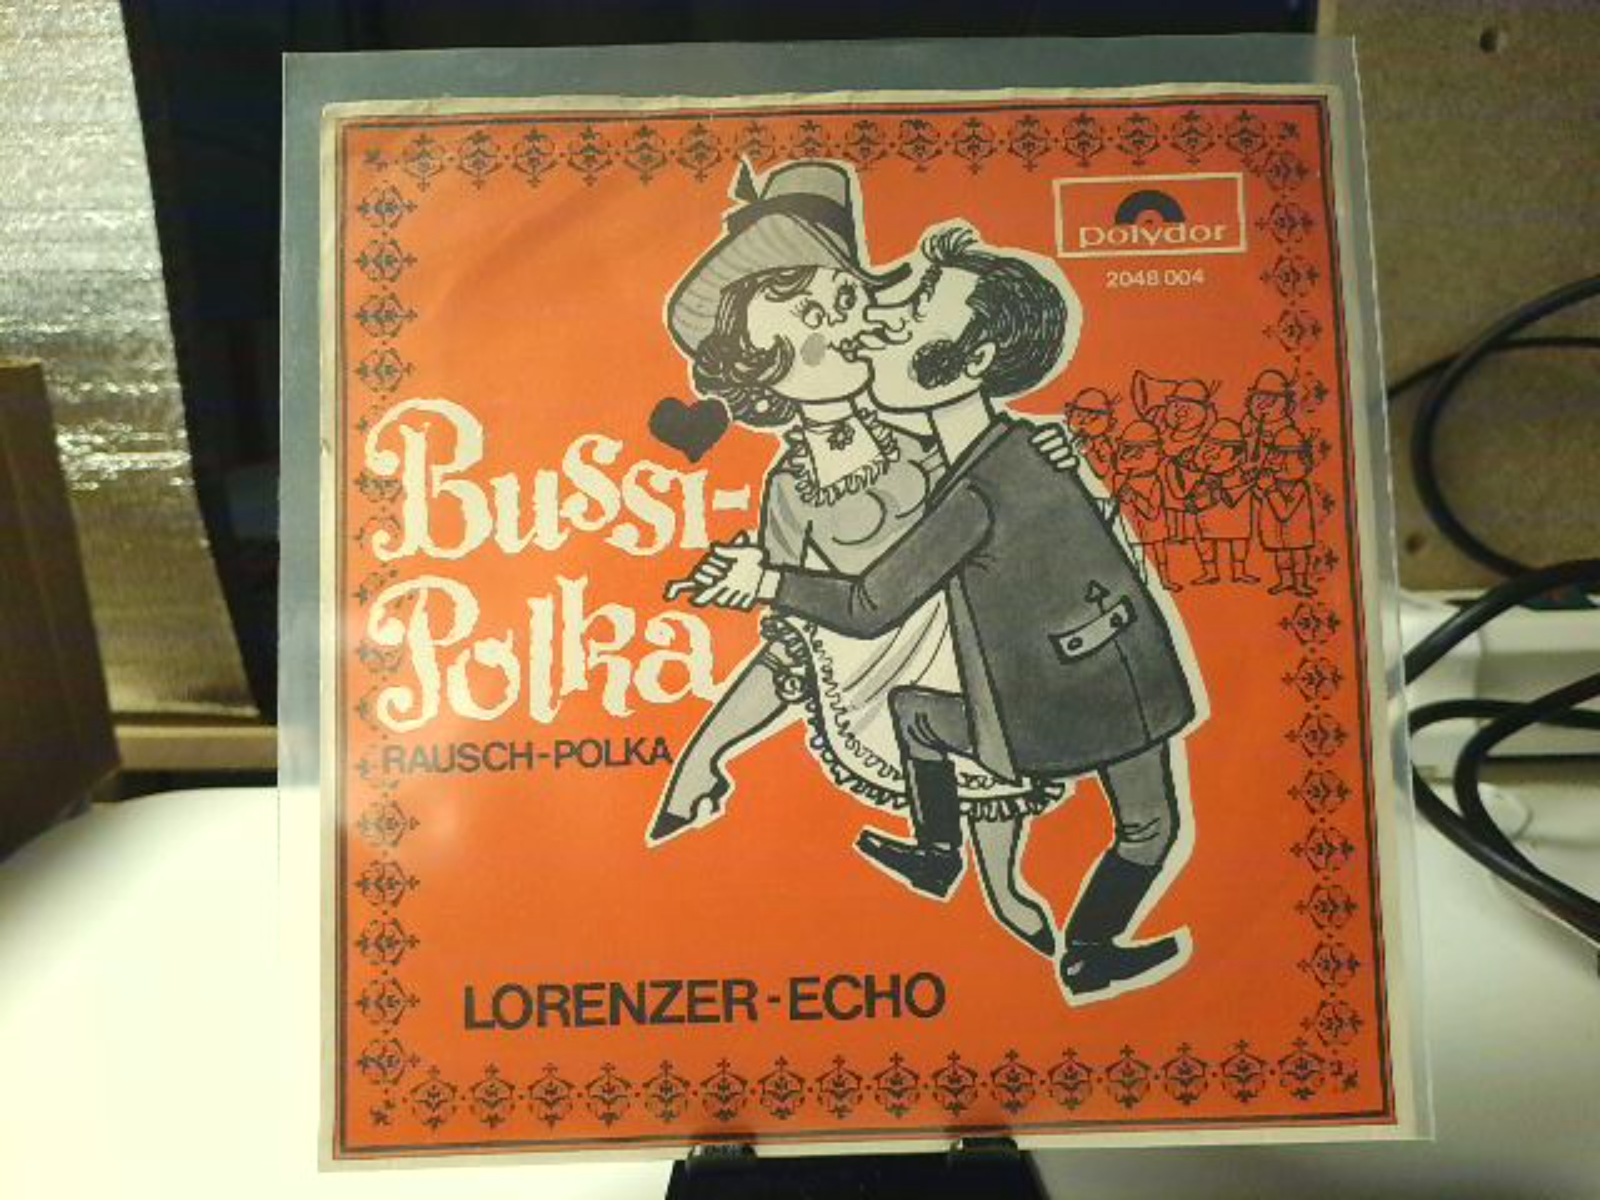 polydor
2048 004
Bussi-
Polka
RAUSCH-POLKA
LORENZER-ECHO